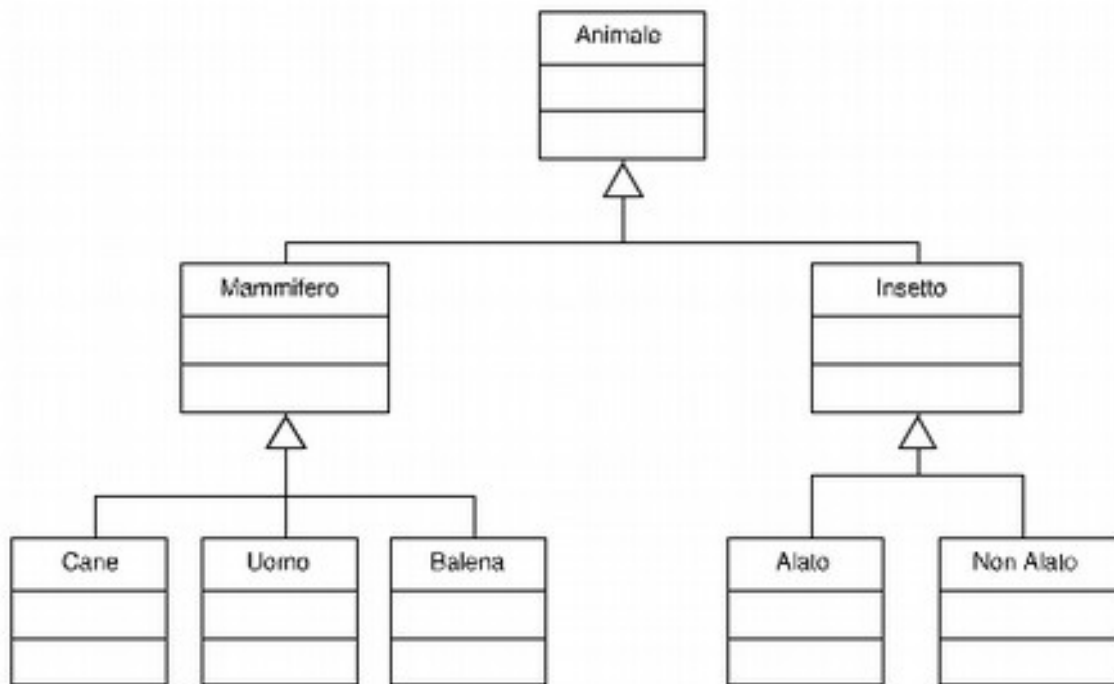 Animale
Mammifero
Insetto
Cane
Uomo
Balena
Alato
Non Alato